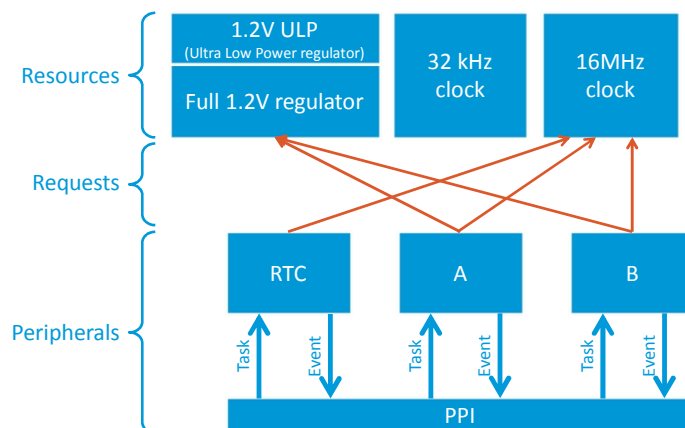 1.2V ULP
(Ultra Low Power regulator)
Full 1.2V regulator
32 kHz
clock
16MHz
clock
Resources
Requests
Peripherals
RTC
A
B
Task
Event
Task
Event
Task
Event
PPI